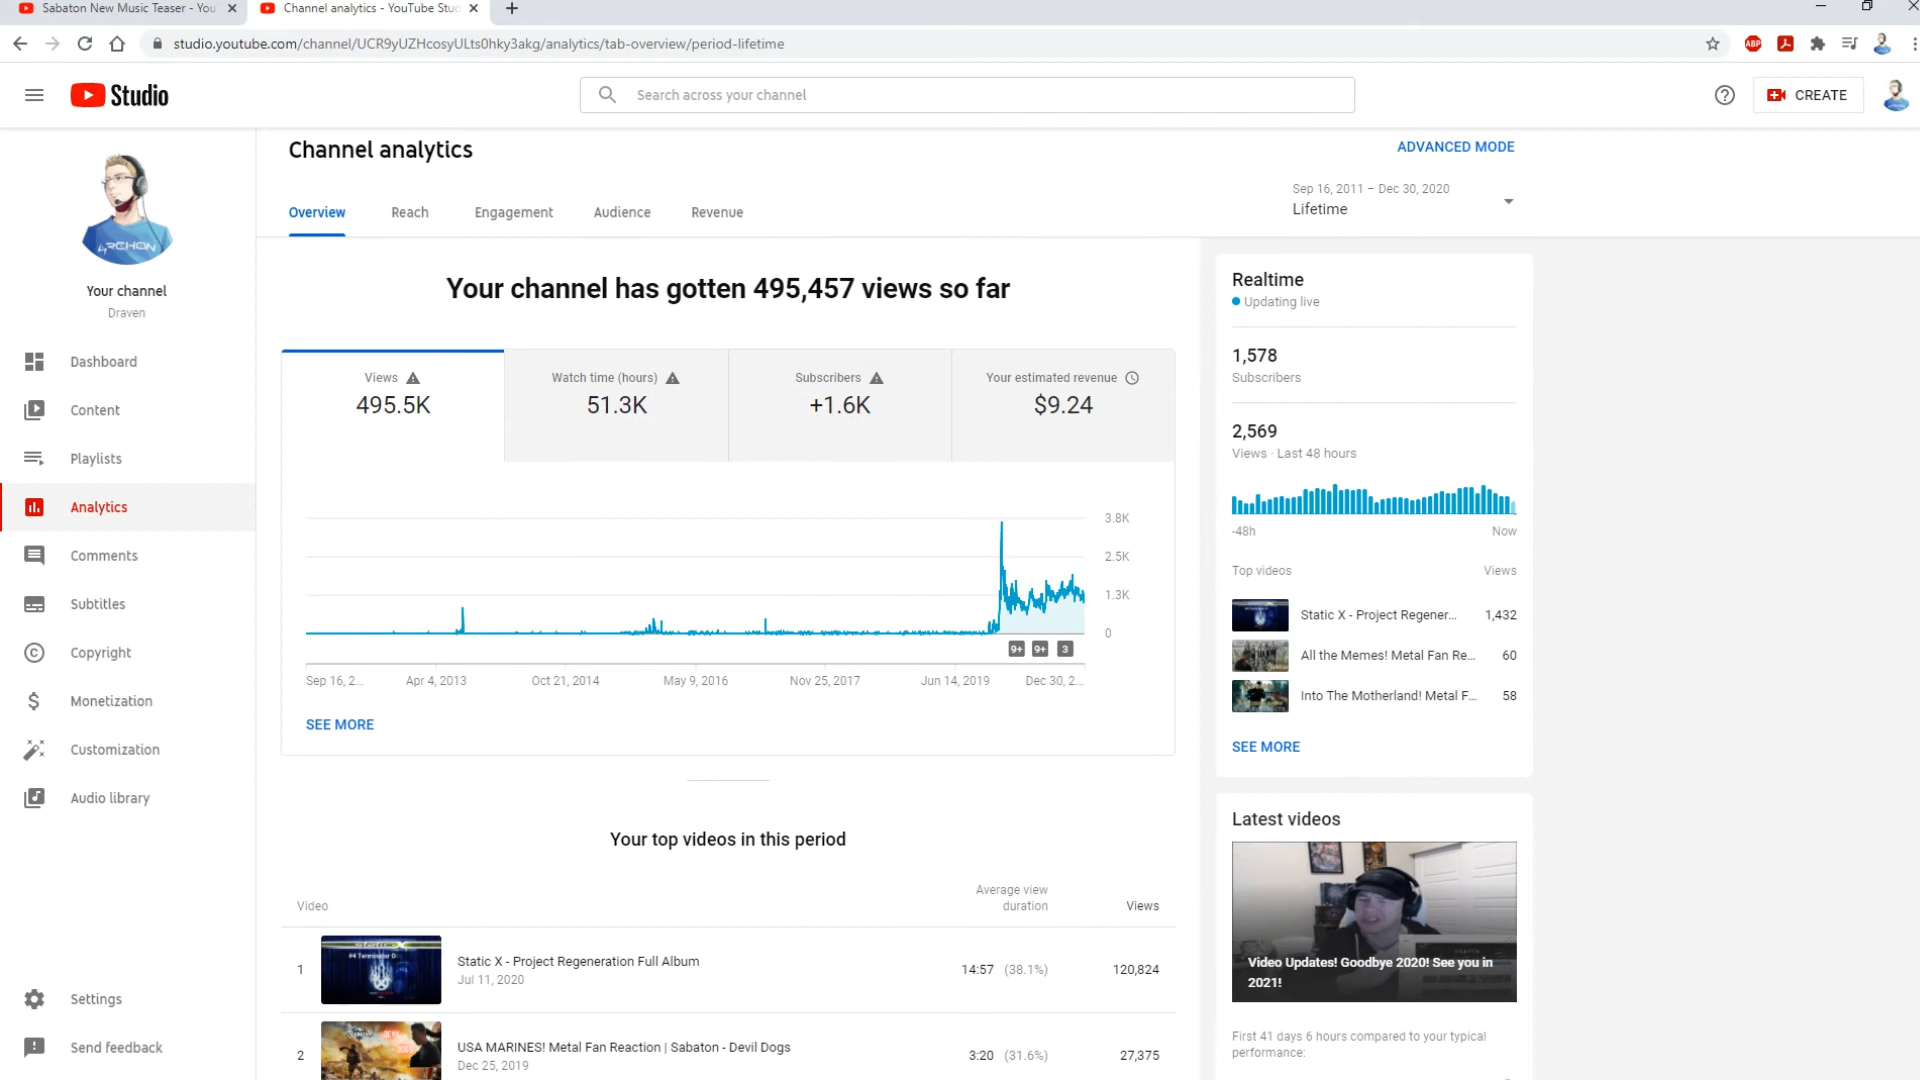 Sabaton New Music Teaser - You
Channel analytics - YouTube Stud
studio.youtube.com/channel/UCR9yUZHcosyULts0hky3akg/analytics/tab-overview/period-lifetime
ABP
Studio
Search across your channel
CREATE
Channel analytics
ADVANCED MODE
Sep 16, 2011 – Dec 30, 2020
Lifetime
Overview
Reach
Engagement
Audience
Revenue
Your channel
Draven
Dashboard
Content
Playlists
Analytics
Comments
Subtitles
Copyright
Monetization
Customization
Audio library
Settings
Send feedback
Your channel has gotten 495,457 views so far
Views
495.5K
Watch time (hours)
51.3K
Subscribers
+1.6K
Your estimated revenue
$9.24
3.8K
2.5K
1.3K
0
9+ 9+ 3
Sep 16, 2... Apr 4, 2013 Oct 21, 2014 May 9, 2016 Nov 25, 2017 Jun 14, 2019 Dec 30, 2...
SEE MORE
Your top videos in this period
Video
Average view
duration
Views
1
#4 Terminator O
Static X - Project Regeneration Full Album
Jul 11, 2020
14:57 (38.1%) 120,824
2
USA MARINES! Metal Fan Reaction | Sabaton - Devil Dogs
Dec 25, 2019
3:20 (31.6%) 27,375
Realtime
Updating live
1,578
Subscribers
2,569
Views · Last 48 hours
-48h Now
Top videos Views
Static X - Project Regener... 1,432
All the Memes! Metal Fan Re... 60
Into The Motherland! Metal F... 58
SEE MORE
Latest videos
Video Updates! Goodbye 2020! See you in
2021!
First 41 days 6 hours compared to your typical
performance: